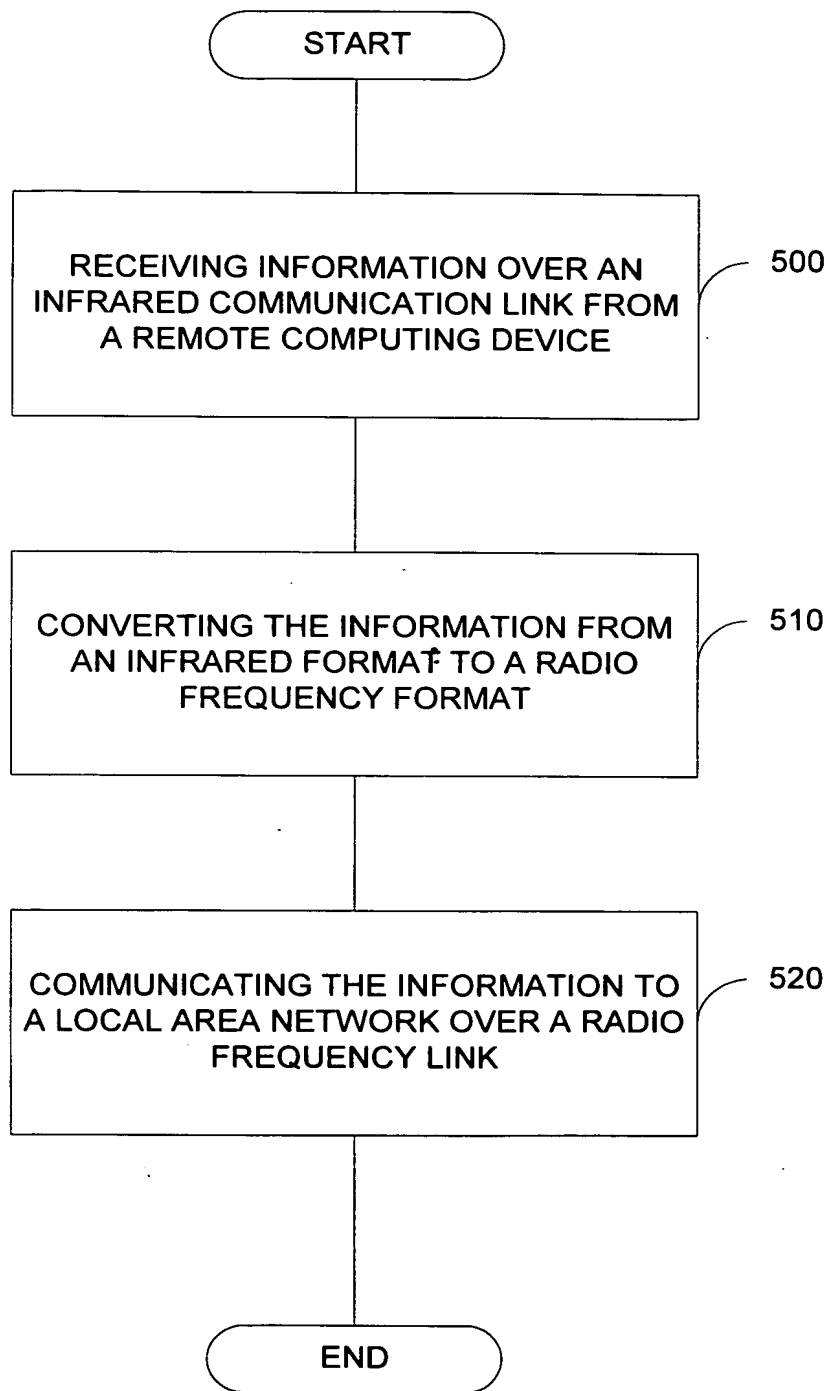 START
RECEIVING INFORMATION OVER AN
INFRARED COMMUNICATION LINK FROM
A REMOTE COMPUTING DEVICE
500
CONVERTING THE INFORMATION FROM
AN INFRARED FORMAT TO A RADIO
FREQUENCY FORMAT
510
COMMUNICATING THE INFORMATION TO
A LOCAL AREA NETWORK OVER A RADIO
FREQUENCY LINK
520
END